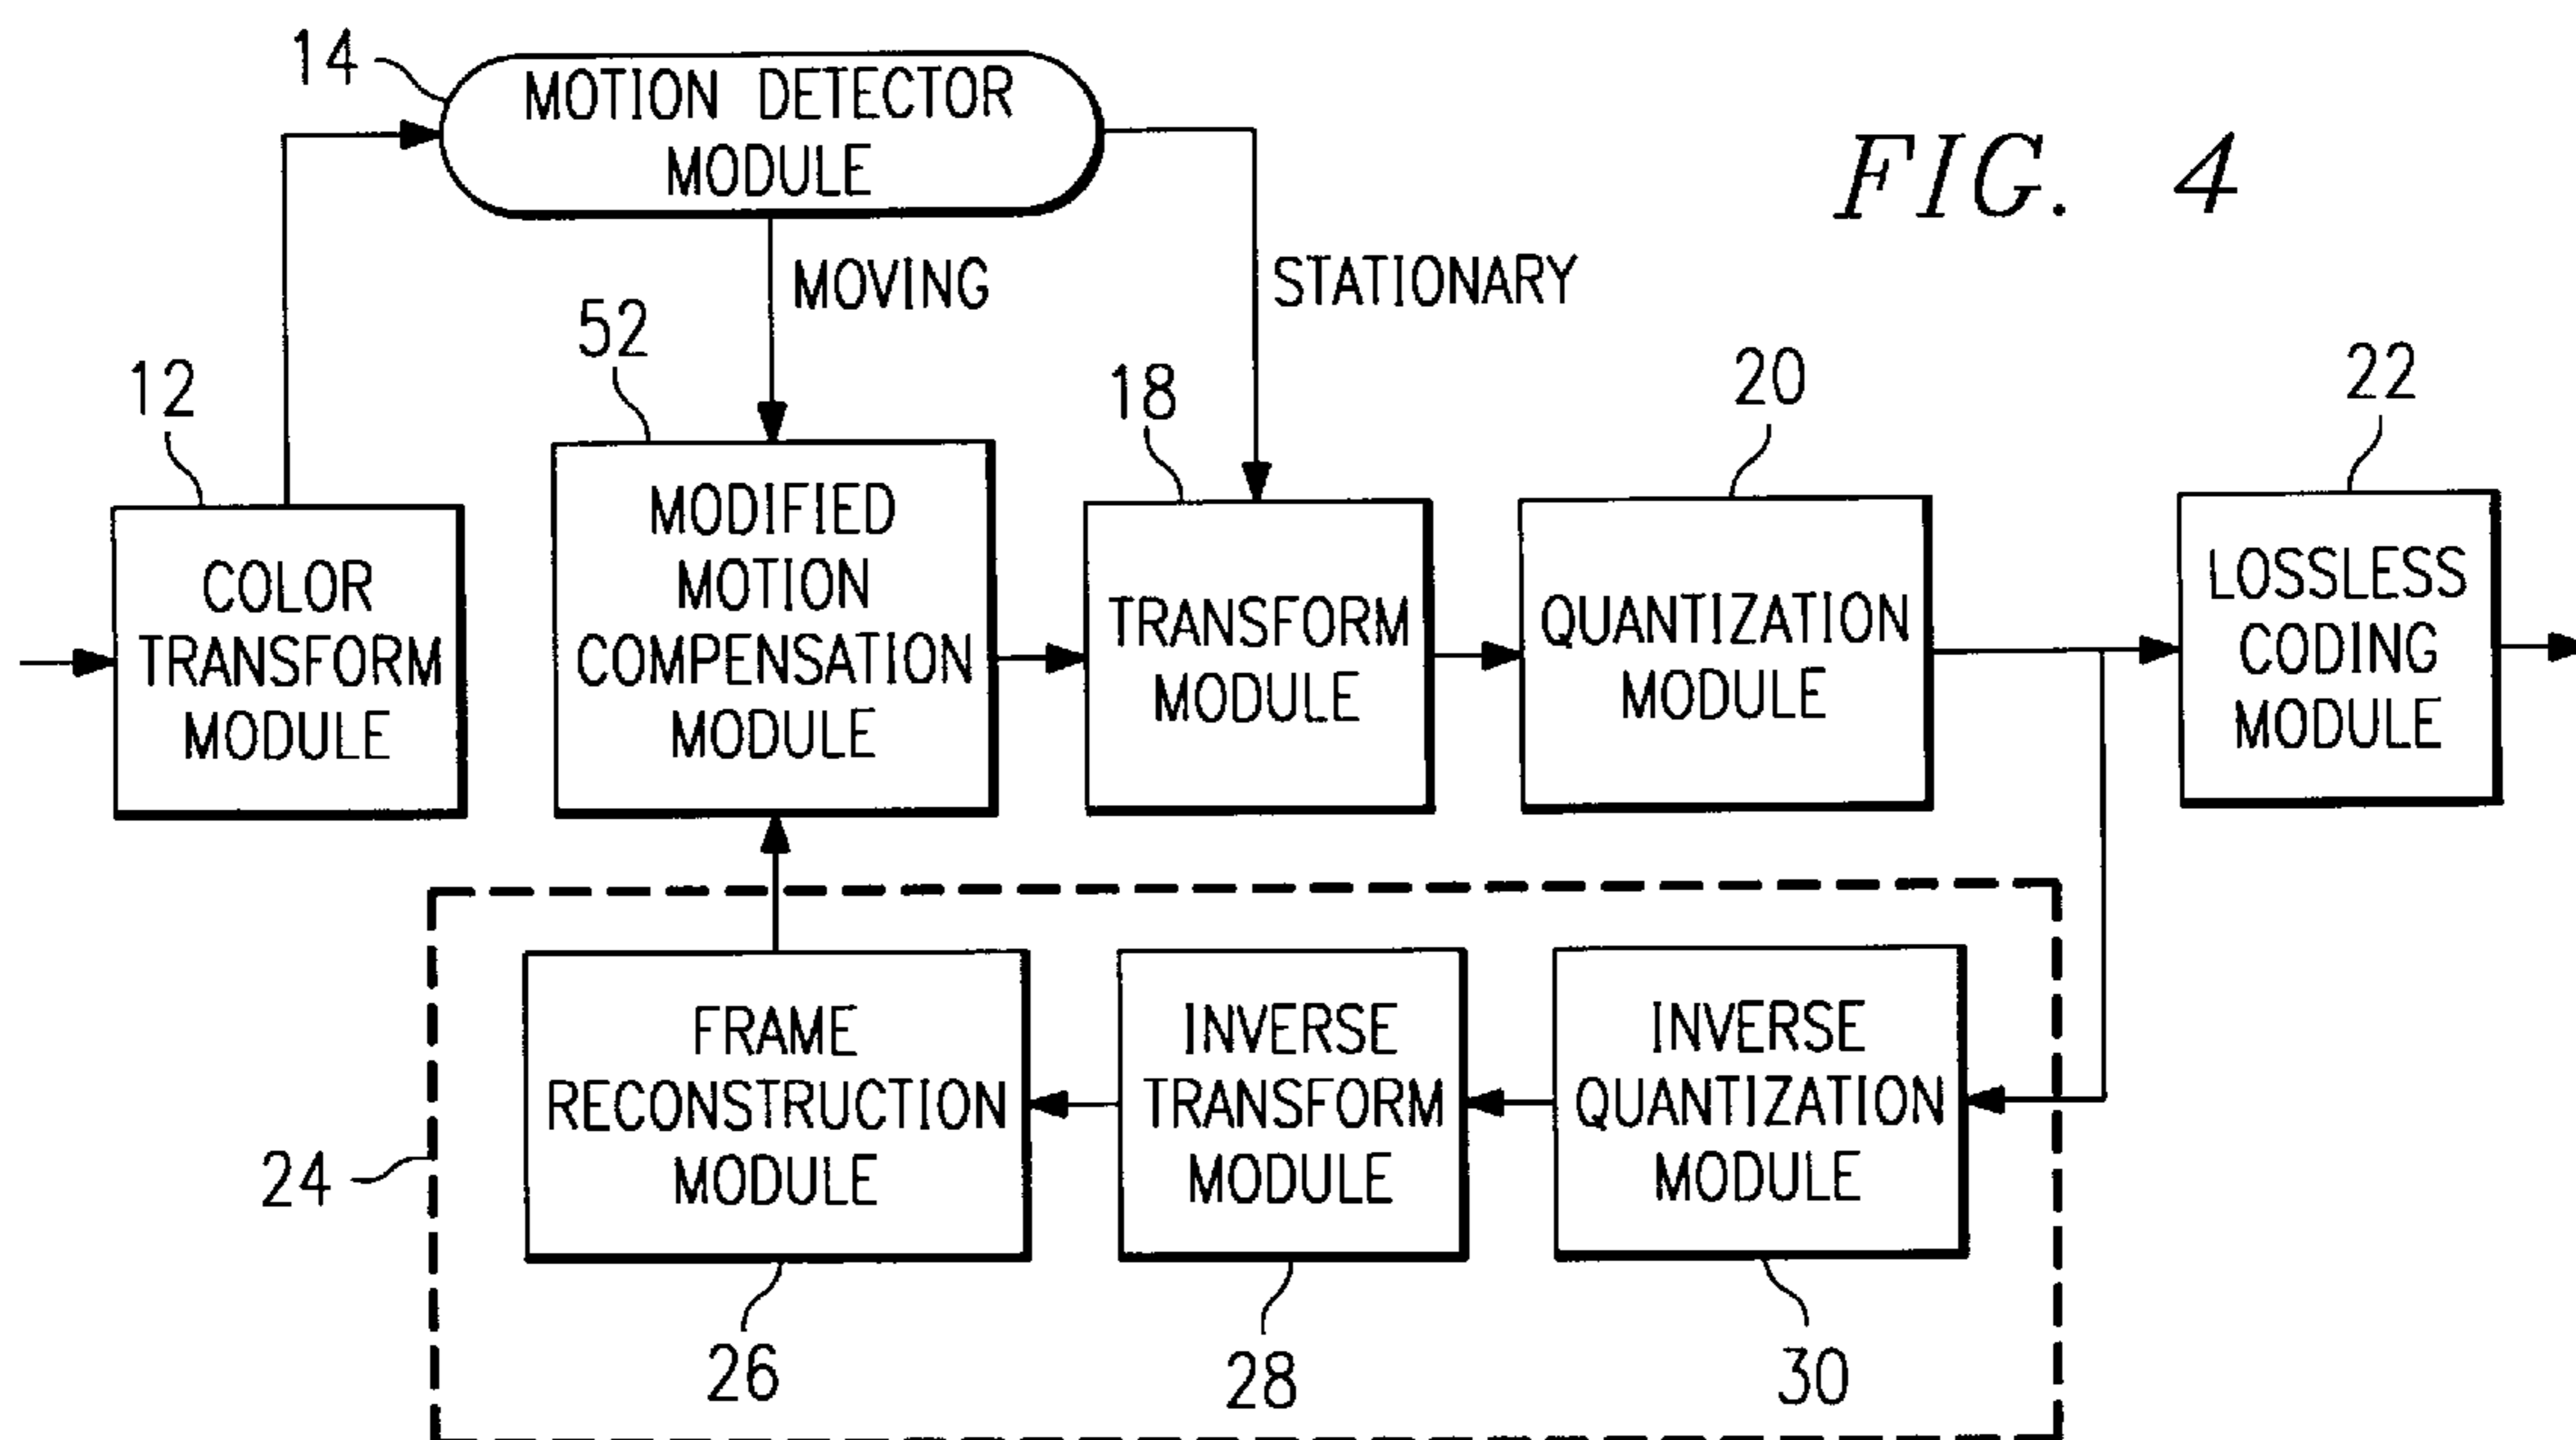 14
MOTION DETECTOR
MODULE
FIG. 4
MOVING
STATIONARY
12
52
18
20
22
COLOR
TRANSFORM
MODULE
MODIFIED
MOTION
COMPENSATION
MODULE
TRANSFORM
MODULE
QUANTIZATION
MODULE
LOSSLESS
CODING
MODULE
24
FRAME
RECONSTRUCTION
MODULE
INVERSE
TRANSFORM
MODULE
INVERSE
QUANTIZATION
MODULE
26
28
30